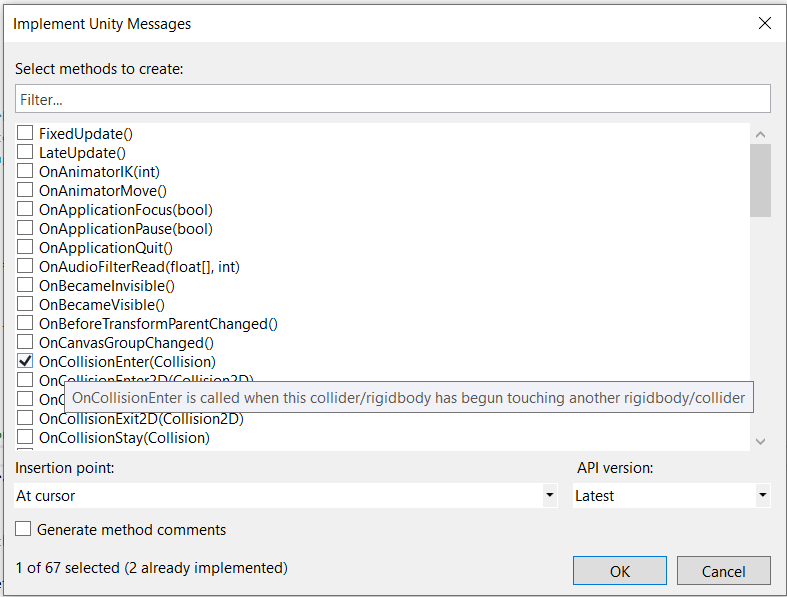 Implement Unity Messages
Select methods to create:
Filter...
FixedUpdate()
LateUpdate()
OnAnimatorIK(int)
OnAnimatorMove()
OnApplicationFocus(bool)
OnApplicationPause(bool)
OnApplicationQuit()
OnAudioFilterRead(float[], int)
OnBecameInvisible()
OnBecameVisible()
OnBeforeTransformParentChanged()
OnCanvasGroupChanged()
OnCollisionEnter(Collision)
OnCollisionEnter2D(Collision2D)
OnCollisionEnter is called when this collider/rigidbody has begun touching another rigidbody/collider
OnCollisionExit2D(Collision2D)
OnCollisionStay(Collision)
Insertion point:
API version:
At cursor
Latest
Generate method comments
1 of 67 selected (2 already implemented)
OK
Cancel